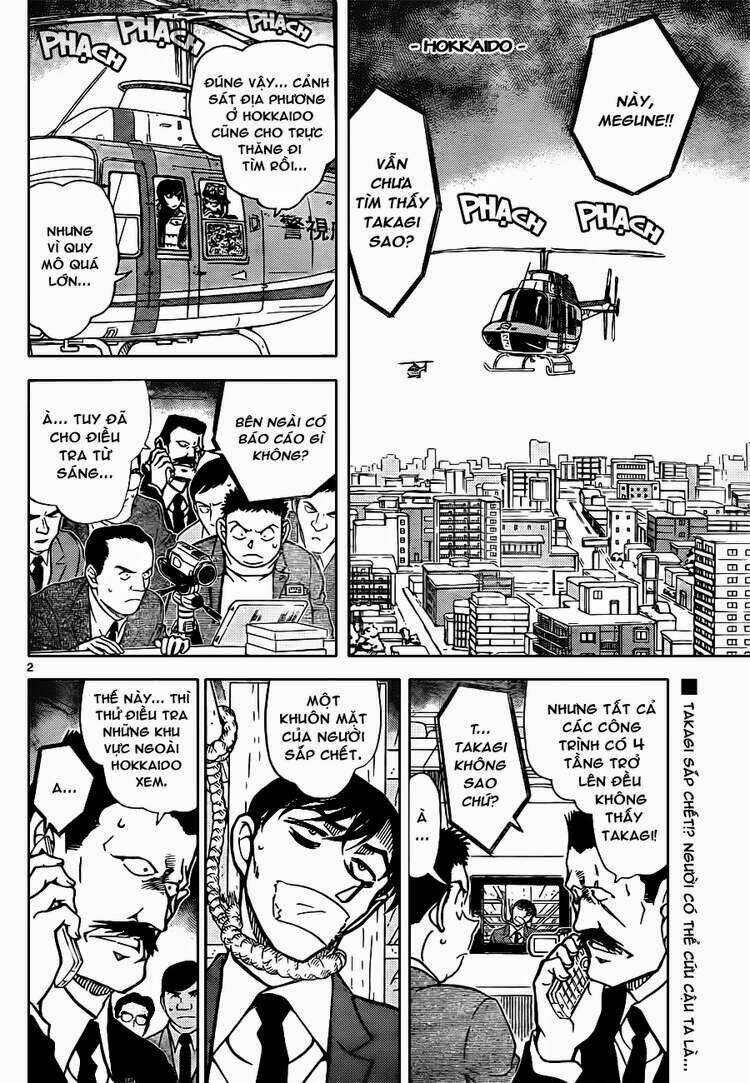 - HOKKAIDO -
NÀY,
MEGUNE!!
VẪN
CHƯA
TÌM THẤY
TAKAGI
SAO?
PHẠCH
PHẠCH
PHẠCH
PHẠCH
ĐÚNG VẬY... CẢNH
SÁT ĐỊA PHƯƠNG
Ở HOKKAIDO
CŨNG CHO TRỰC
THĂNG ĐI
TÌM RỒI...
NHƯNG
VÌ QUY
MÔ QUÁ
LỚN...
警視
BÊN NGÀI CÓ
BÁO CÁO GÌ
KHÔNG?
À... TUY ĐÃ
CHO ĐIỀU
TRA TỪ
SÁNG...
2
TAKAGI SẮP CHẾT!? NGƯỜI CÓ THỂ CỨU CẬU TA LÀ...
NHƯNG TẤT CẢ
CÁC CÔNG
TRÌNH CÓ 4
TẦNG TRỞ
LÊN ĐỀU
KHÔNG
THẤY
TAKAGI!
T...
TAKAGI
KHÔNG
SAO
CHỨ?
À
...
MỘT
KHUÔN MẶT
CỦA NGƯỜI
SẮP CHẾT.
THẾ NÀY... THÌ
THỬ ĐIỀU TRA
NHỮNG KHU
VỰC NGOÀI
HOKKAIDO
XEM.
A...